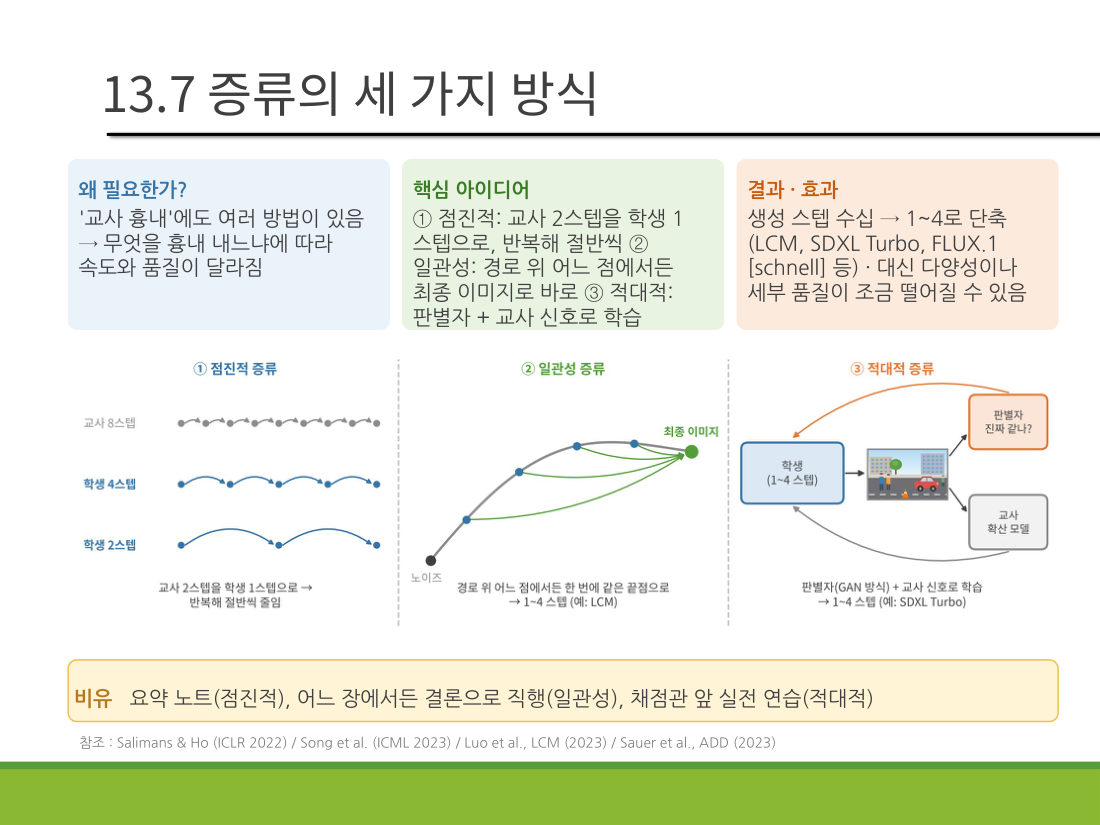 13.7 증류의 세 가지 방식
왜 필요한가?
'교사 흉내'에도 여러 방법이 있음
→ 무엇을 흉내 내느냐에 따라
속도와 품질이 달라짐
핵심 아이디어
① 점진적: 교사 2스텝을 학생 1
스텝으로, 반복해 절반씩 ②
일관성: 경로 위 어느 점에서든
최종 이미지로 바로 ③ 적대적:
판별자 + 교사 신호로 학습
결과 · 효과
생성 스텝 수십 → 1~4로 단축
(LCM, SDXL Turbo, FLUX.1
[schnell] 등) · 대신 다양성이나
세부 품질이 조금 떨어질 수 있음
① 점진적 증류
교사 8스텝
학생 4스텝
학생 2스텝
교사 2스텝을 학생 1스텝으로 →
반복해 절반씩 줄임
② 일관성 증류
최종 이미지
노이즈
경로 위 어느 점에서든 한 번에 같은 끝점으로
→ 1~4 스텝 (예: LCM)
③ 적대적 증류
판별자
진짜 같나?
학생
(1~4 스텝)
교사
확산 모델
판별자(GAN 방식) + 교사 신호로 학습
→ 1~4 스텝 (예: SDXL Turbo)
비유 요약 노트(점진적), 어느 장에서든 결론으로 직행(일관성), 채점관 앞 실전 연습(적대적)
참조 : Salimans & Ho (ICLR 2022) / Song et al. (ICML 2023) / Luo et al., LCM (2023) / Sauer et al., ADD (2023)